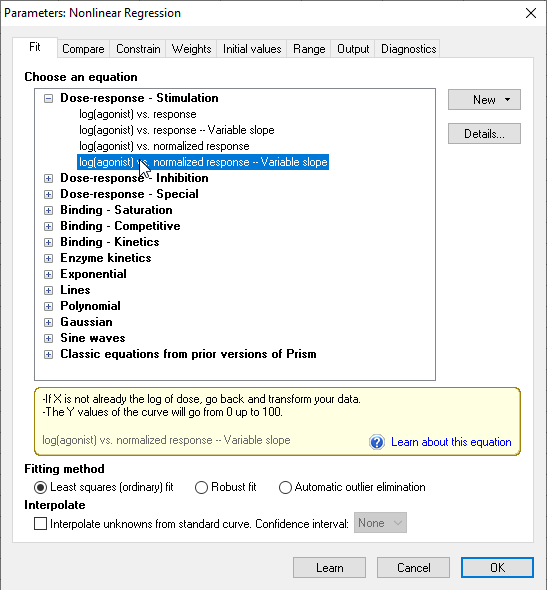 Parameters: Nonlinear Regression
Fit Compare Constrain Weights Initial values Range Output Diagnostics
Choose an equation
Dose-response - Stimulation
log(agonist) vs. response
log(agonist) vs. response -- Variable slope
log(agonist) vs. normalized response
log(agonist) vs. normalized response -- Variable slope
Dose-response - Inhibition
Dose-response - Special
Binding - Saturation
Binding - Competitive
Binding - Kinetics
Enzyme kinetics
Exponential
Lines
Polynomial
Gaussian
Sine waves
Classic equations from prior versions of Prism
New
Details...
-If X is not already the log of dose, go back and transform your data.
-The Y values of the curve will go from 0 up to 100.
log(agonist) vs. normalized response -- Variable slope
Learn about this equation
Fitting method
Least squares (ordinary) fit Robust fit Automatic outlier elimination
Interpolate
Interpolate unknowns from standard curve. Confidence interval: None
Learn Cancel OK